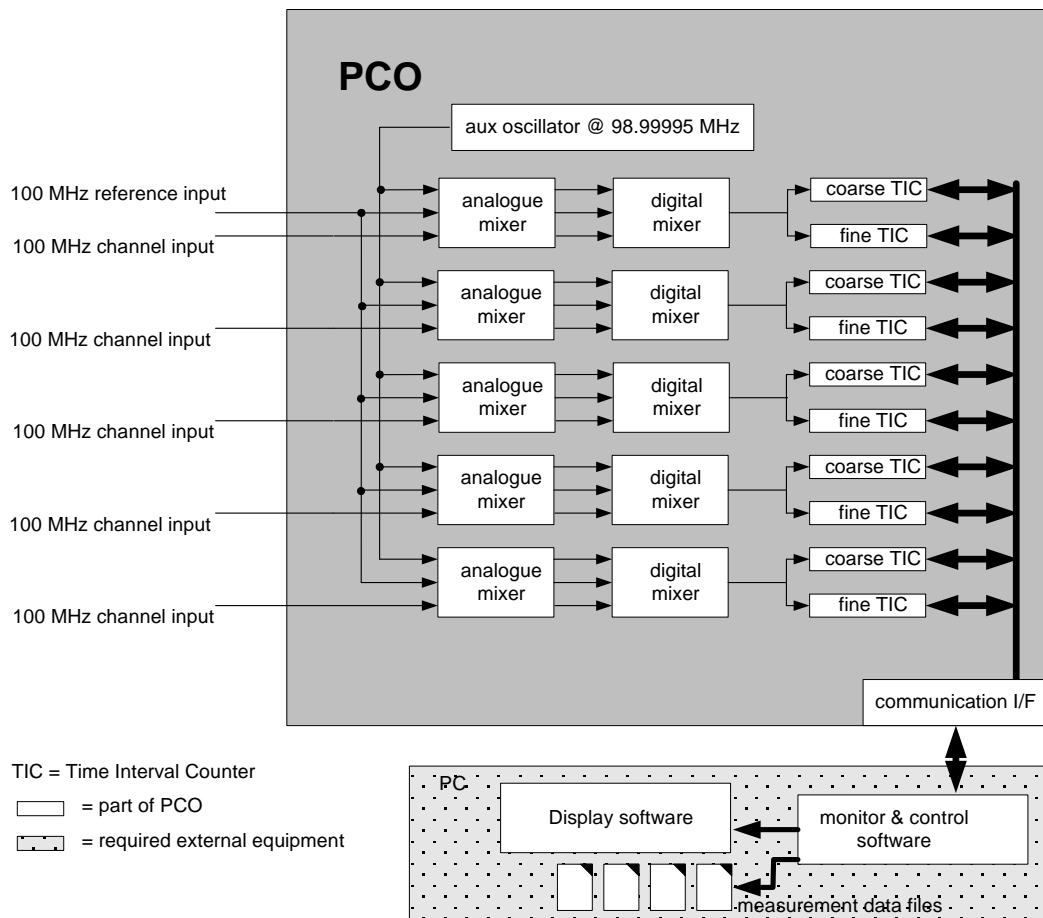 PCO
aux oscillator @ 98.99995 MHz
100 MHz reference input
100 MHz channel input
analogue
mixer
digital
mixer
coarse TIC
fine TIC
100 MHz channel input
analogue
mixer
digital
mixer
coarse TIC
fine TIC
100 MHz channel input
analogue
mixer
digital
mixer
coarse TIC
fine TIC
100 MHz channel input
analogue
mixer
digital
mixer
coarse TIC
fine TIC
100 MHz channel input
analogue
mixer
digital
mixer
coarse TIC
fine TIC
communication I/F
TIC = Time Interval Counter
= part of PCO
= required external equipment
PC
Display software
monitor & control
software
measurement data files